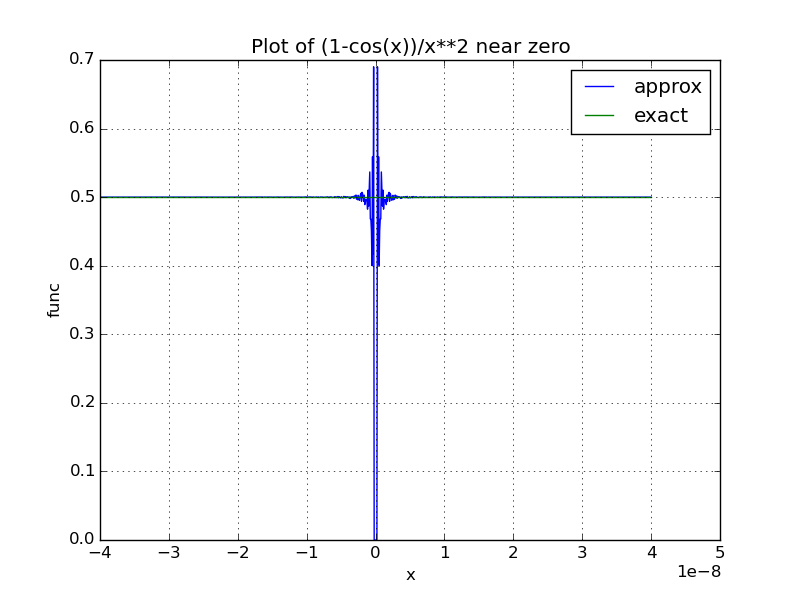 Plot of (1-cos(x))/x**2 near zero
approx
exact
0.7
0.6
0.5
0.4
0.3
0.2
0.1
0.0
func
−4 −3 −2 −1 0 1 2 3 4 5
1e−8
x